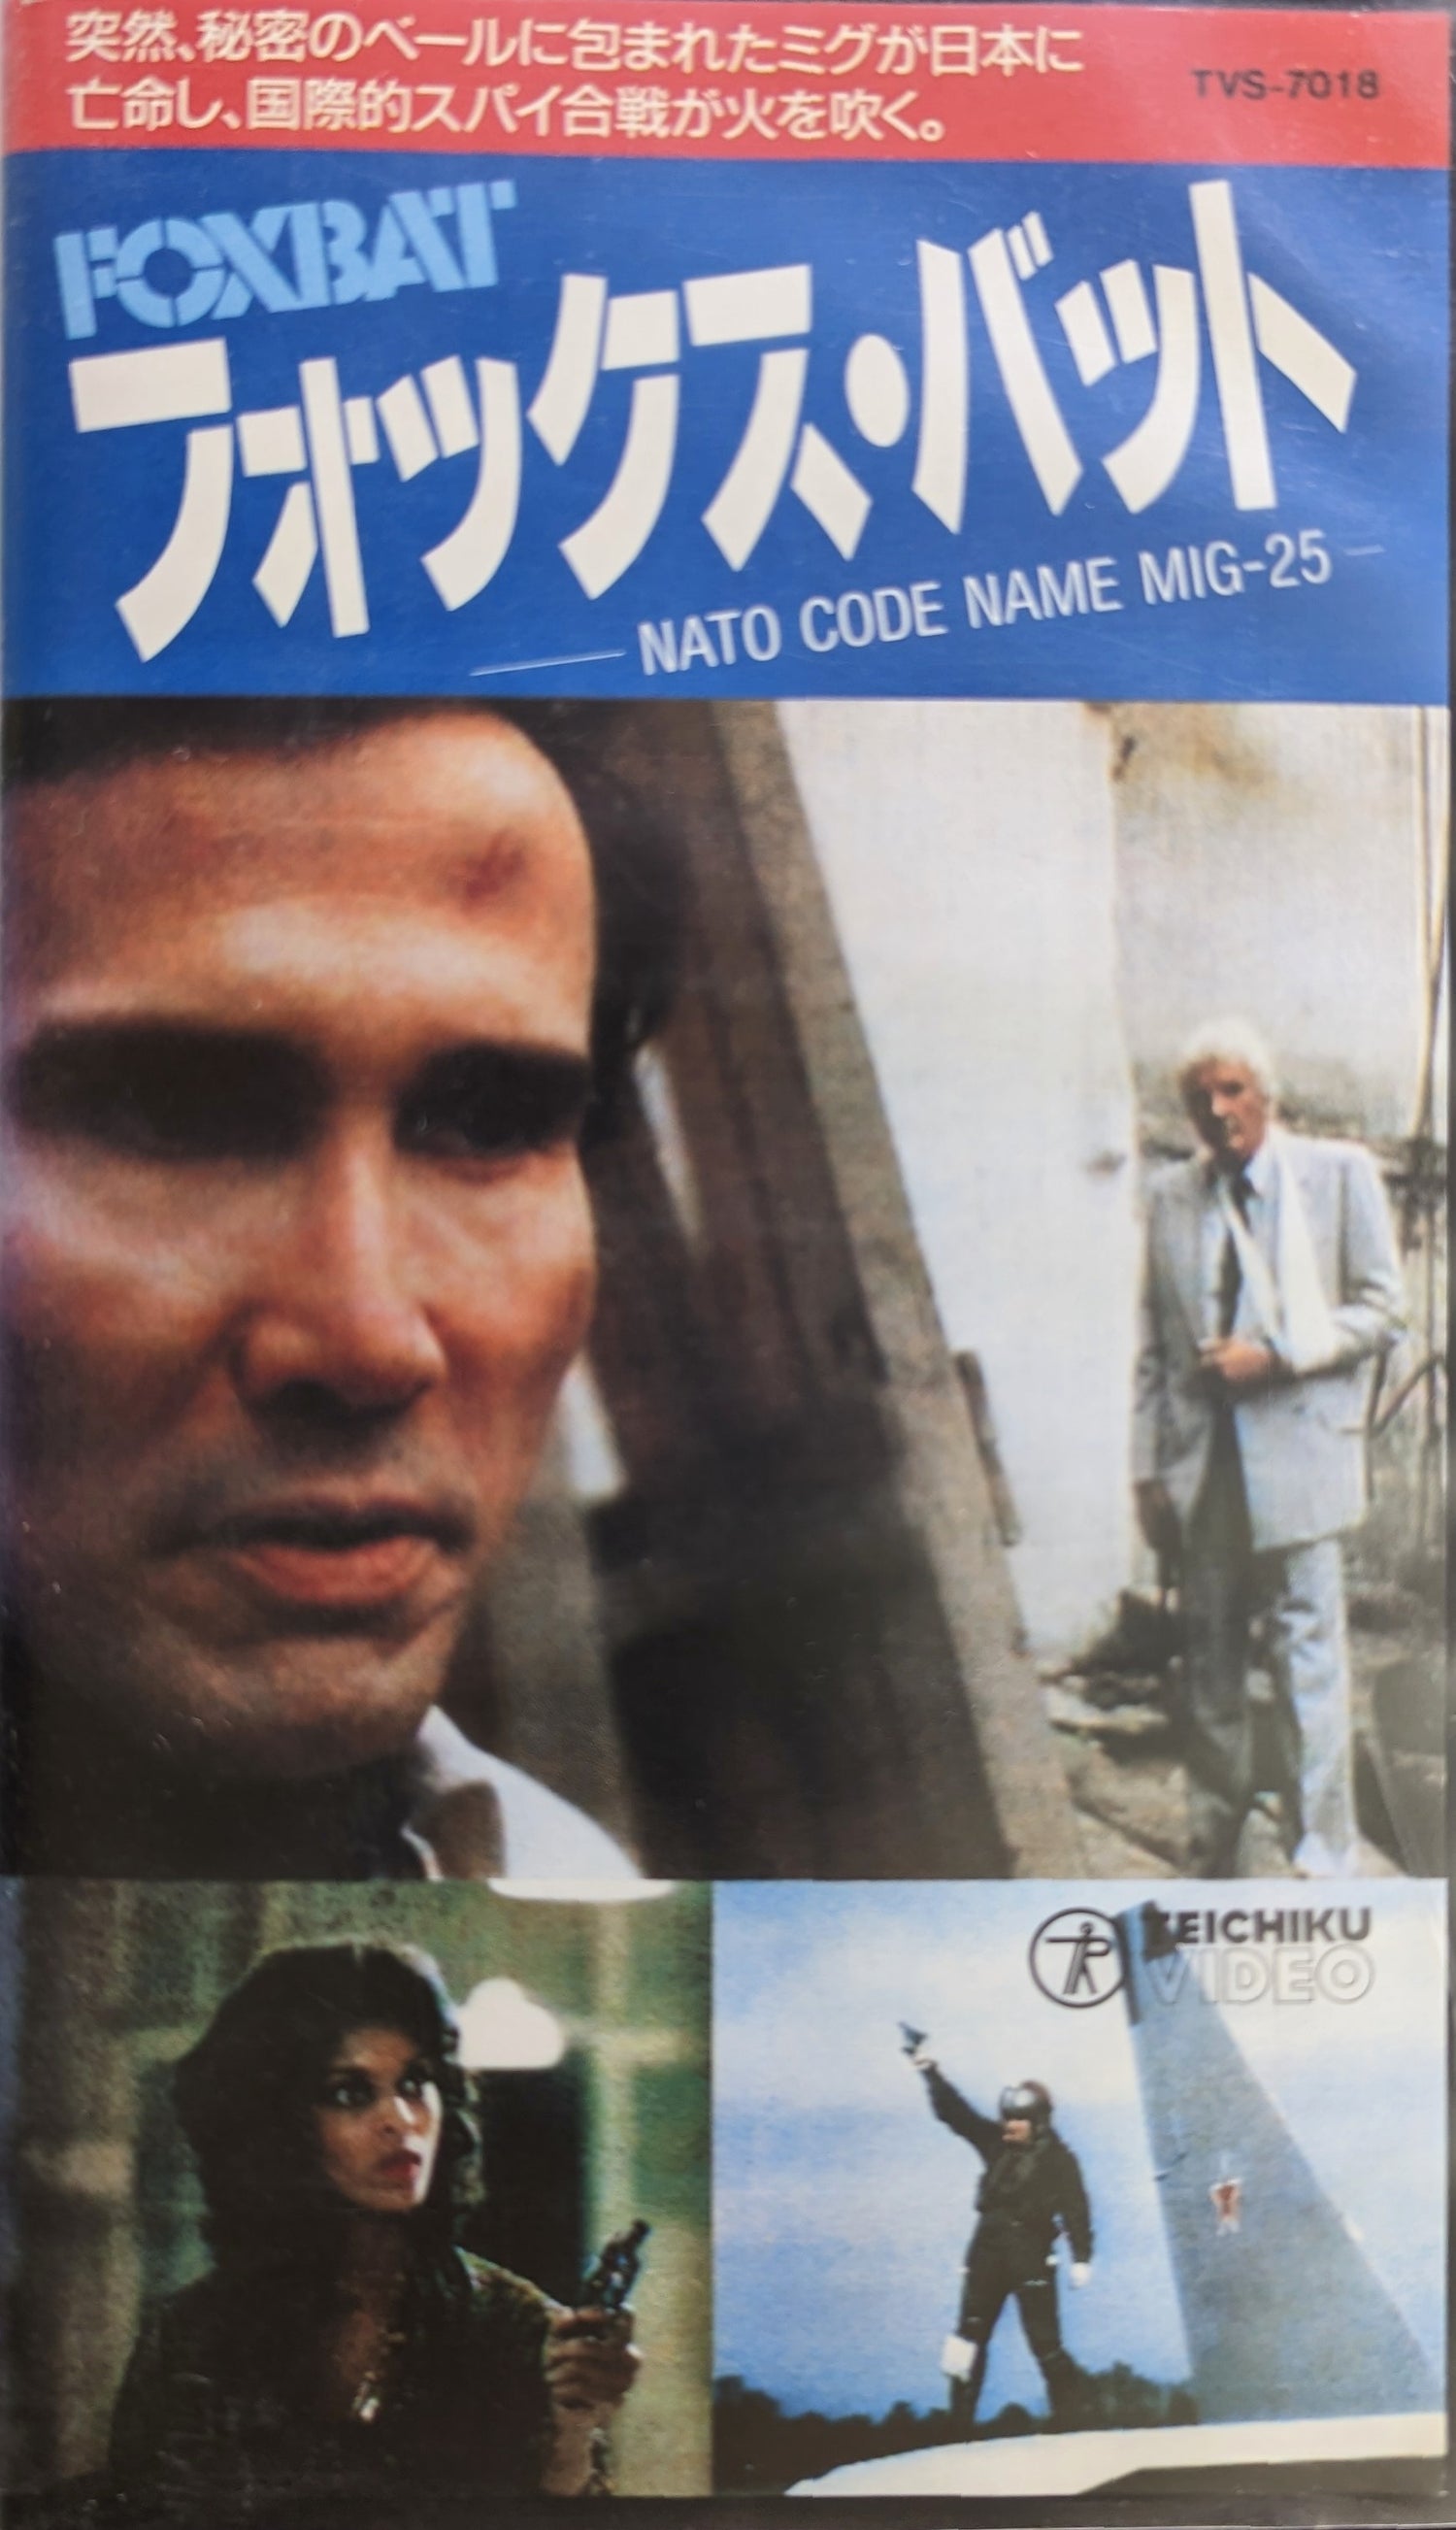 突然、秘密のベールに包まれたミグが日本に
亡命し、国際的スパイ合戦が火を吹く。
TVS-7018
FOXBAT
フォックス・バット
NATO CODE NAME MIG-25
TEICHIKU
VIDEO